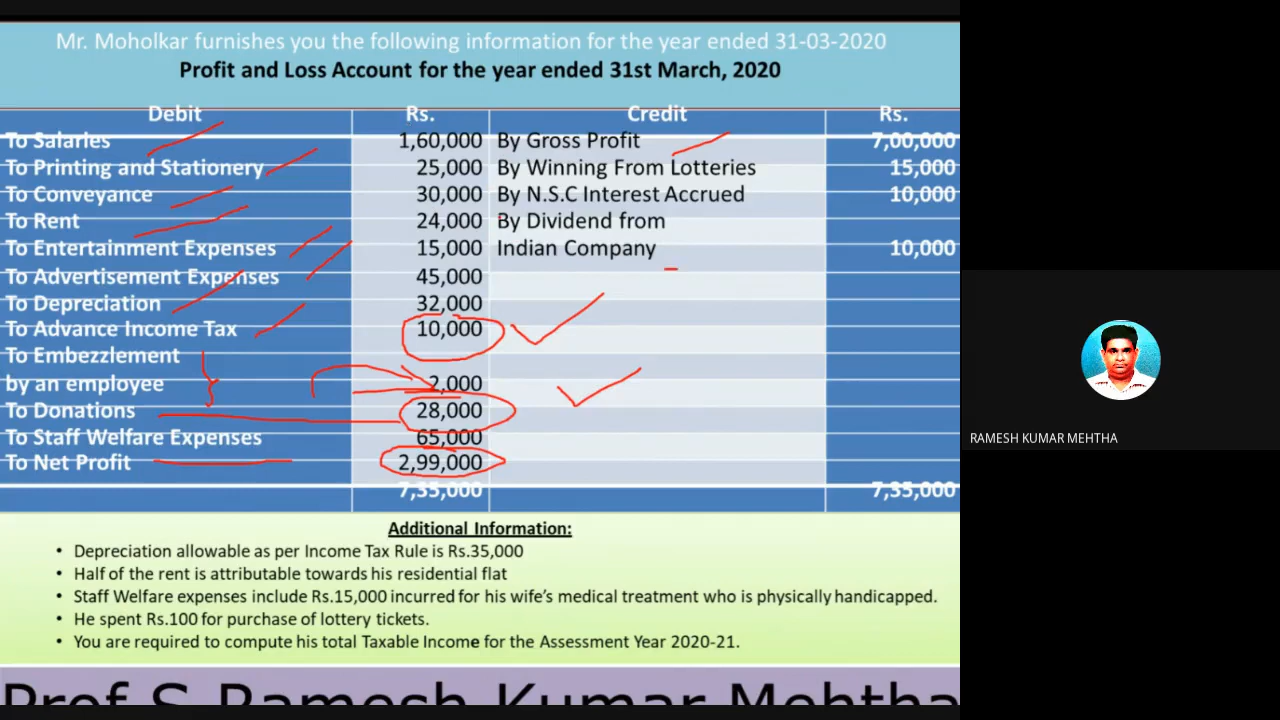 Mr. Moholkar furnishes you the following information for the year ended 31-03-2020
Profit and Loss Account for the year ended 31st March, 2020
Debit Rs. Credit Rs.
To Salaries 1,60,000 By Gross Profit 7,00,000
To Printing and Stationery 25,000 By Winning From Lotteries 15,000
To Conveyance 30,000 By N.S.C Interest Accrued 10,000
To Rent 24,000 By Dividend from
To Entertainment Expenses 15,000 Indian Company 10,000
To Advertisement Expenses 45,000
To Depreciation 32,000
To Advance Income Tax 10,000
To Embezzlement
by an employee 2,000
To Donations 28,000
To Staff Welfare Expenses 65,000
To Net Profit 2,99,000
7,35,000 7,35,000
Additional Information:
• Depreciation allowable as per Income Tax Rule is Rs.35,000
• Half of the rent is attributable towards his residential flat
• Staff Welfare expenses include Rs.15,000 incurred for his wife's medical treatment who is physically handicapped.
• He spent Rs.100 for purchase of lottery tickets.
• You are required to compute his total Taxable Income for the Assessment Year 2020-21.
Prof S Ramesh Kumar Mehtha
RAMESH KUMAR MEHTHA